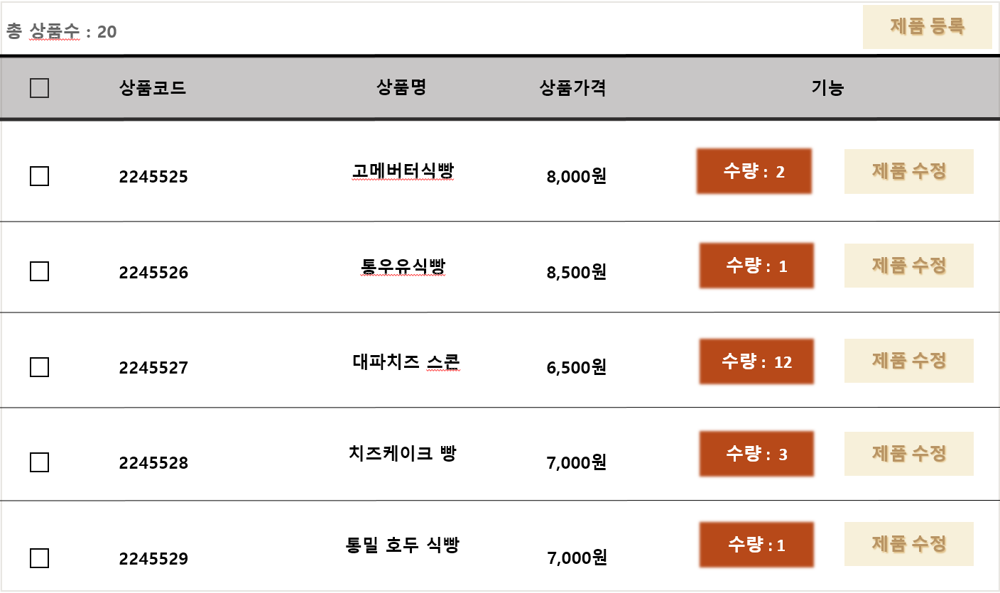 총 상품수 : 20 제품 등록
상품코드 상품명 상품가격 기능
2245525 고메버터식빵 8,000원 수량 : 2 제품 수정
2245526 통우유식빵 8,500원 수량 : 1 제품 수정
2245527 대파치즈 스콘 6,500원 수량 : 12 제품 수정
2245528 치즈케이크 빵 7,000원 수량 : 3 제품 수정
2245529 통밀 호두 식빵 7,000원 수량 : 1 제품 수정